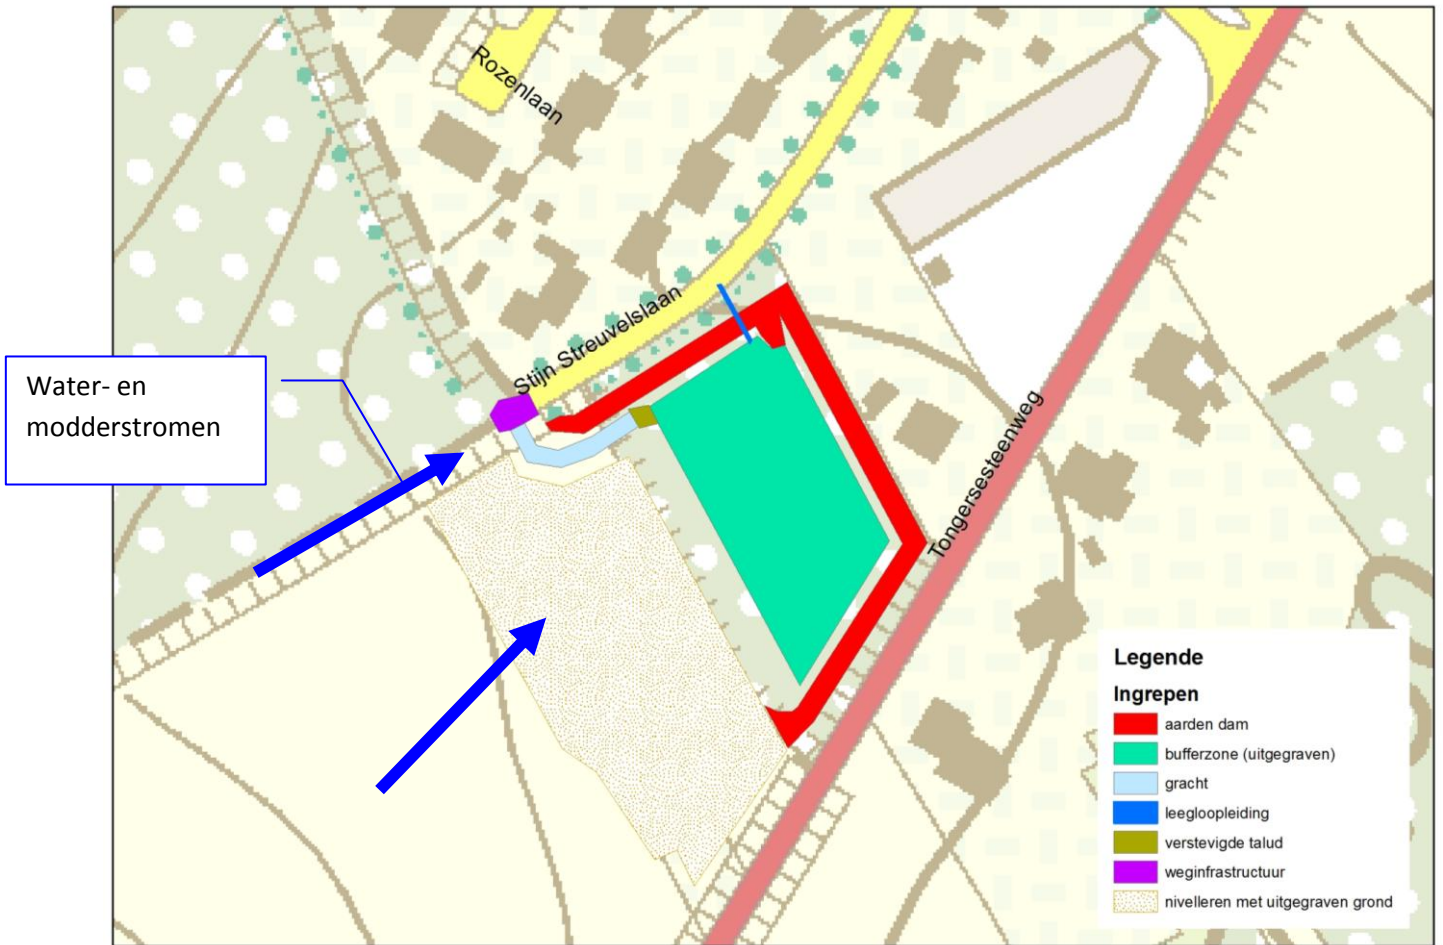 Rozenlaan
Stijn Streuvelslaan
Water- en
modderstromen
Tongersesteenweg
Legende
Ingrepen
aarden dam
bufferzone (uitgegraven)
gracht
leegloopleiding
verstevigde talud
weginfrastructuur
nivelleren met uitgegraven grond